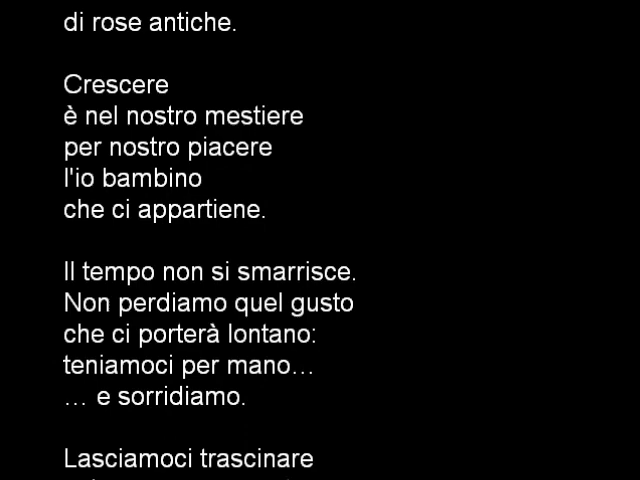 di rose antiche.
Crescere
è nel nostro mestiere
per nostro piacere
l'io bambino
che ci appartiene.
Il tempo non si smarrisce.
Non perdiamo quel gusto
che ci porterà lontano:
teniamoci per mano…
… e sorridiamo.
Lasciamoci trascinare